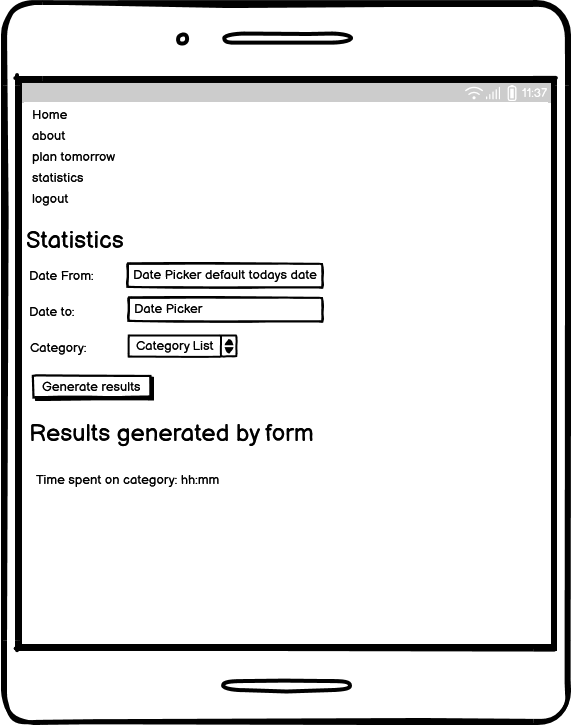 11:37
Home
about
plan tomorrow
statistics
logout
Statistics
Date From: Date Picker default todays date
Date to: Date Picker
Category: Category List
Generate results
Results generated by form
Time spent on category: hh:mm